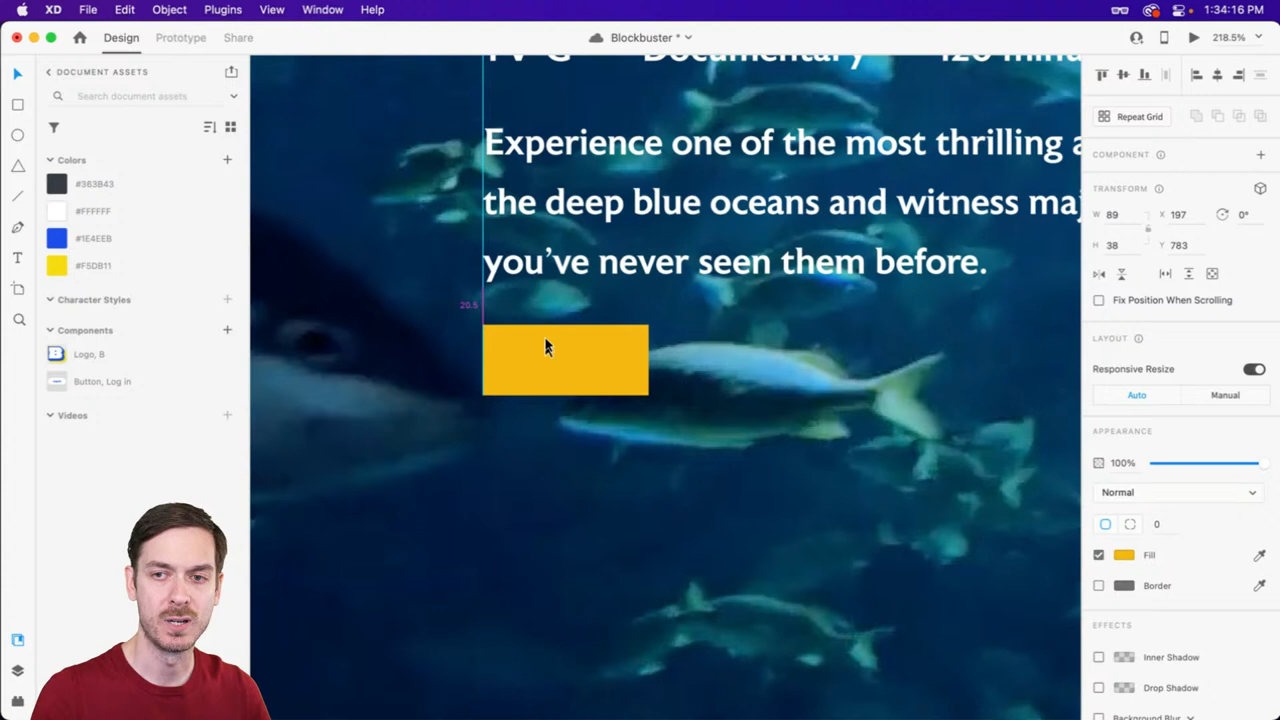 XD File Edit Object Plugins View Window Help 1:34:16 PM
Design Prototype Share Blockbuster * 218.5%
DOCUMENT ASSETS
Search document assets
Colors
#363B43
#FFFFFF
#1E4EEB
#F5DB11
Character Styles
Components
Logo, B
Button, Log in
Videos
TV-G Documentary 120 minu
Experience one of the most thrilling a
the deep blue oceans and witness maj
you’ve never seen them before.
20.5
Repeat Grid
COMPONENT
TRANSFORM
W 89 X 197 0°
H 38 Y 783
Fix Position When Scrolling
LAYOUT
Responsive Resize
Auto Manual
APPEARANCE
100%
Normal
0
Fill
Border
EFFECTS
Inner Shadow
Drop Shadow
Background Blur